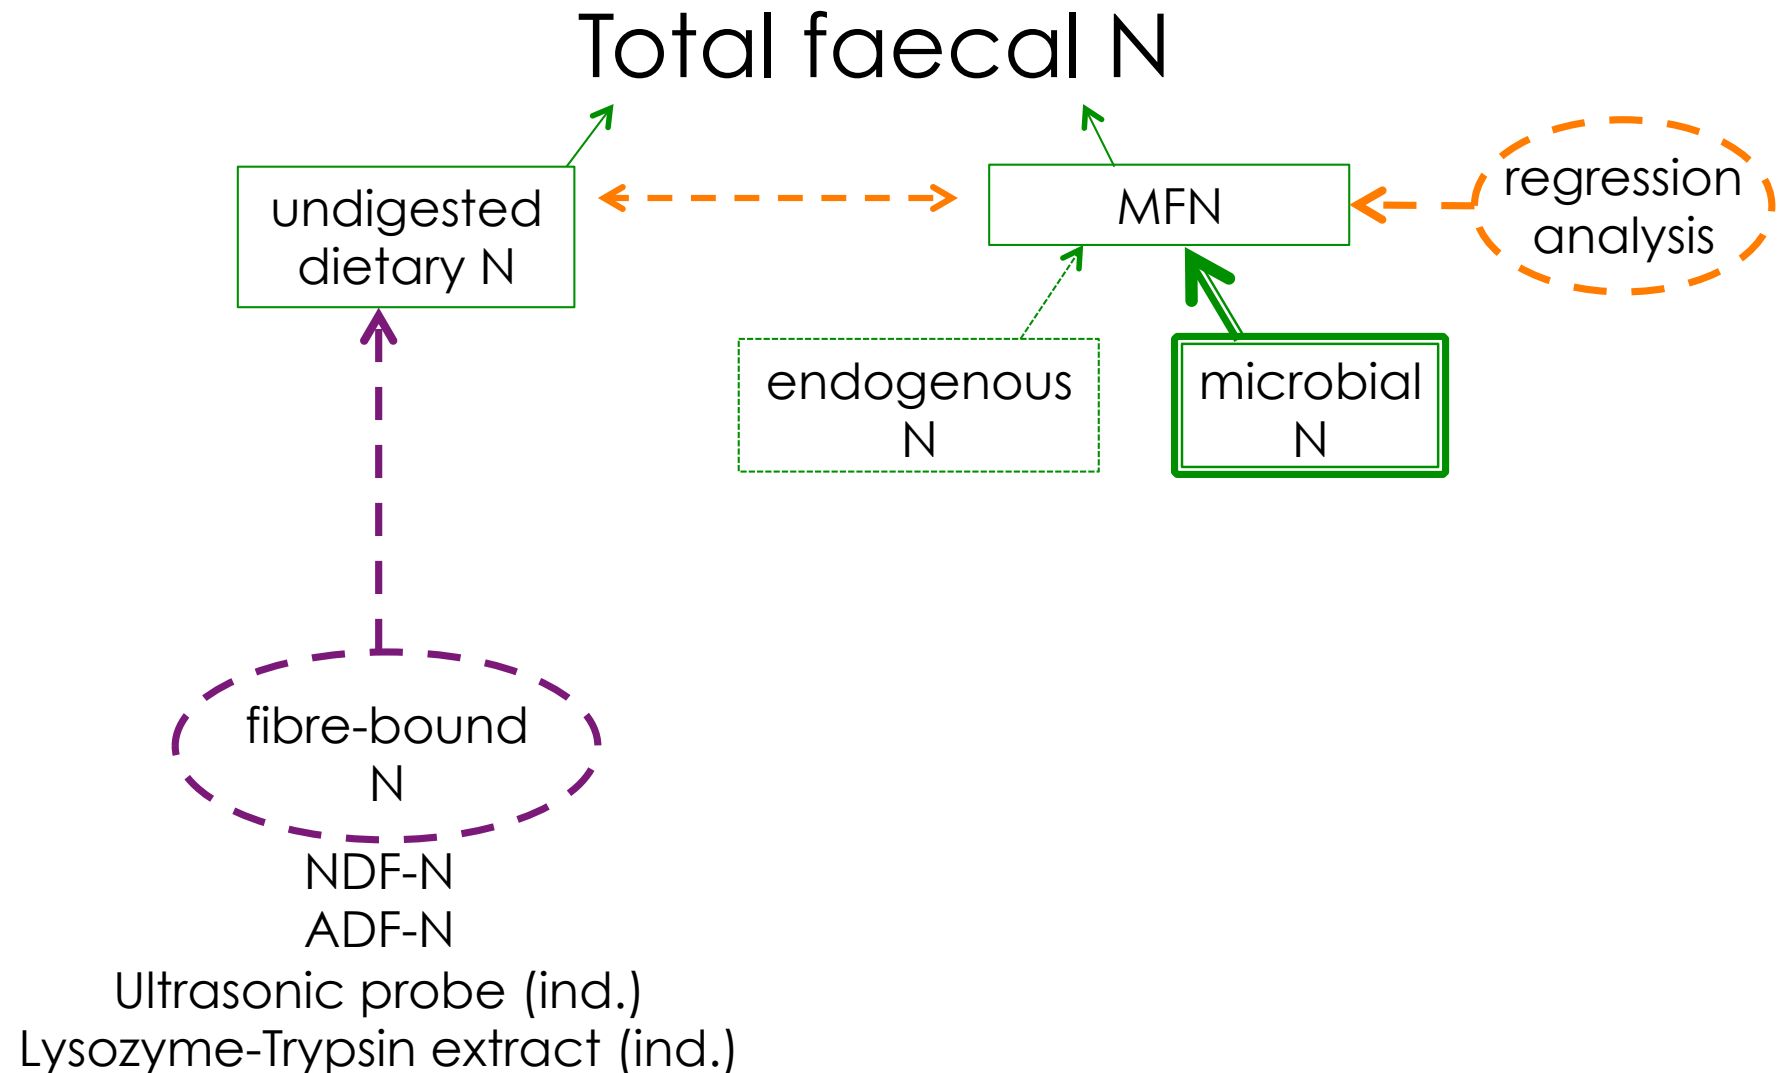 Total faecal N
undigested
dietary N
MFN
regression
analysis
endogenous
N
microbial
N
fibre-bound
N
NDF-N
ADF-N
Ultrasonic probe (ind.)
Lysozyme-Trypsin extract (ind.)